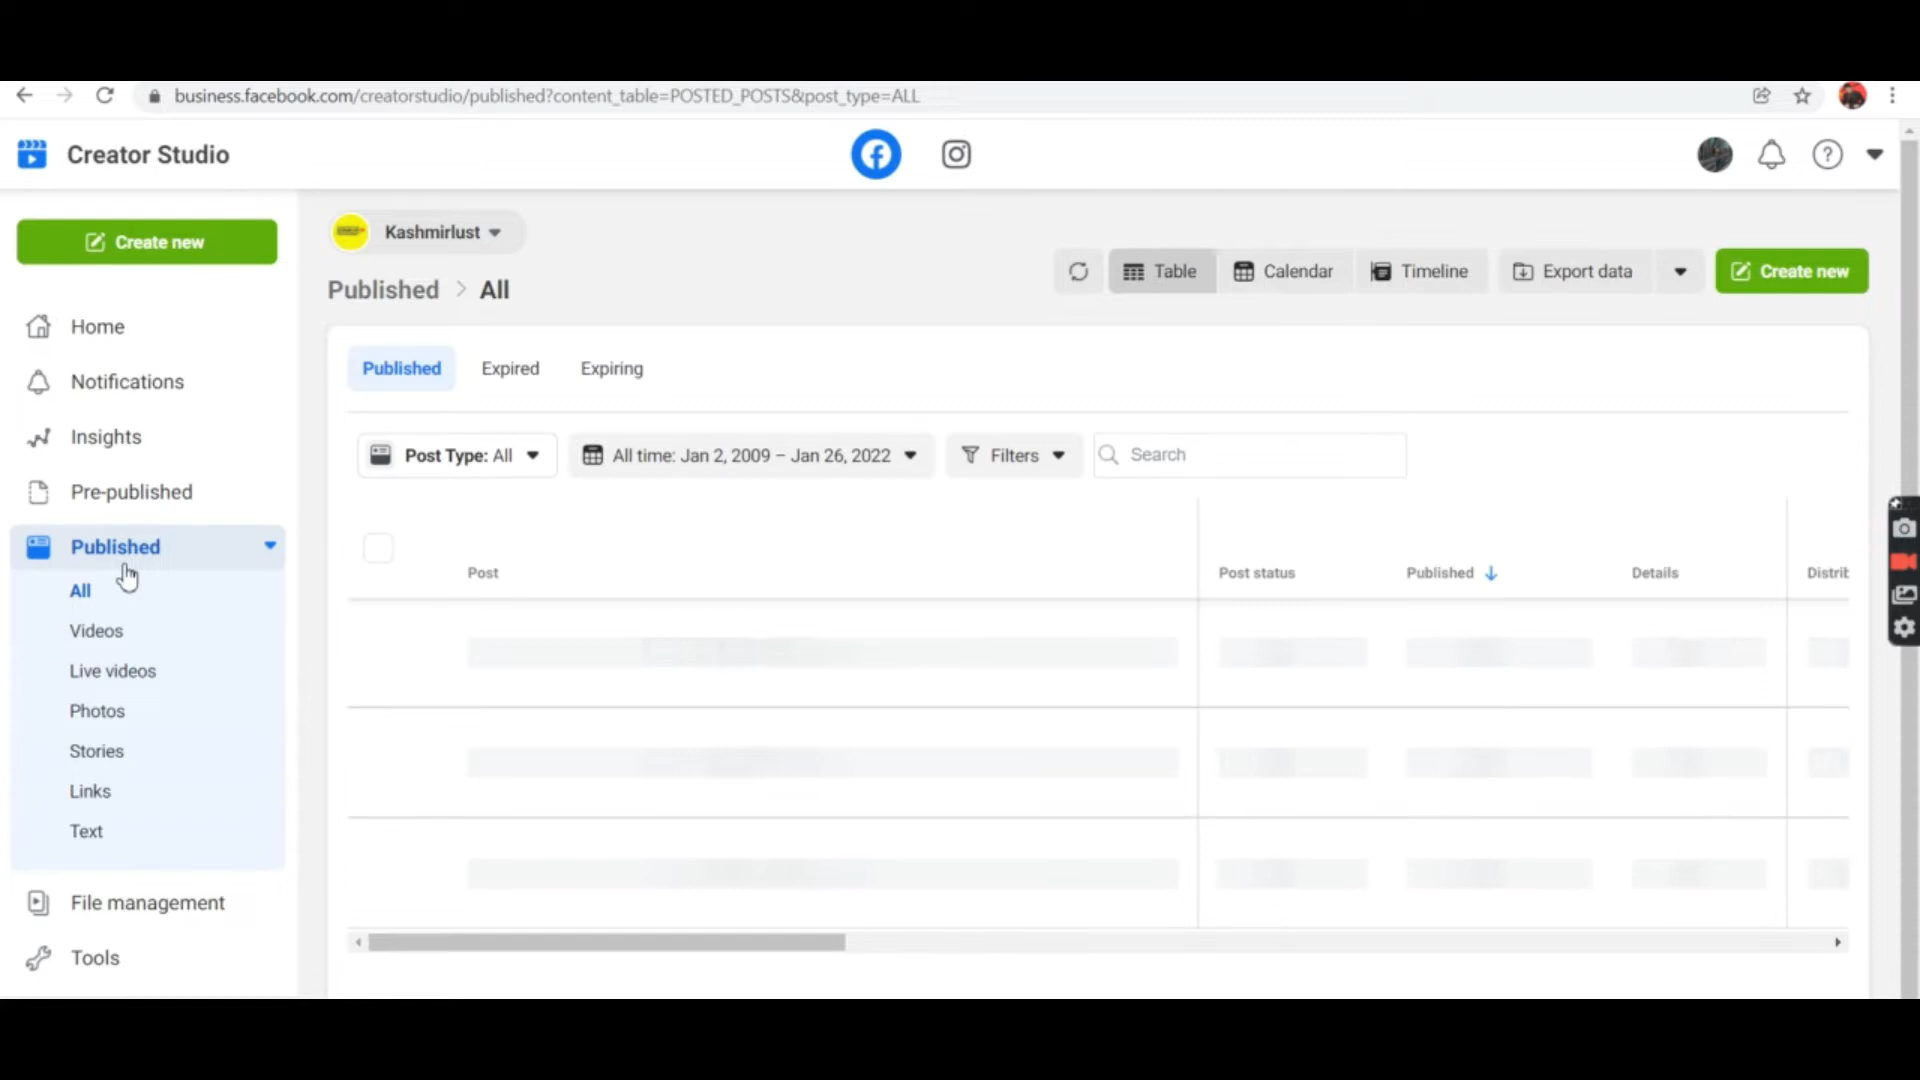 business.facebook.com/creatorstudio/published?content_table=POSTED_POSTS&post_type=ALL
Creator Studio
Create new
Home
Notifications
Insights
Pre-published
Published
All
Videos
Live videos
Photos
Stories
Links
Text
File management
Tools
Kashmirlust
Published > All
Table
Calendar
Timeline
Export data
Create new
Published
Expired
Expiring
Post Type: All
All time: Jan 2, 2009 – Jan 26, 2022
Filters
Search
Post
Post status
Published
Details
Distrib